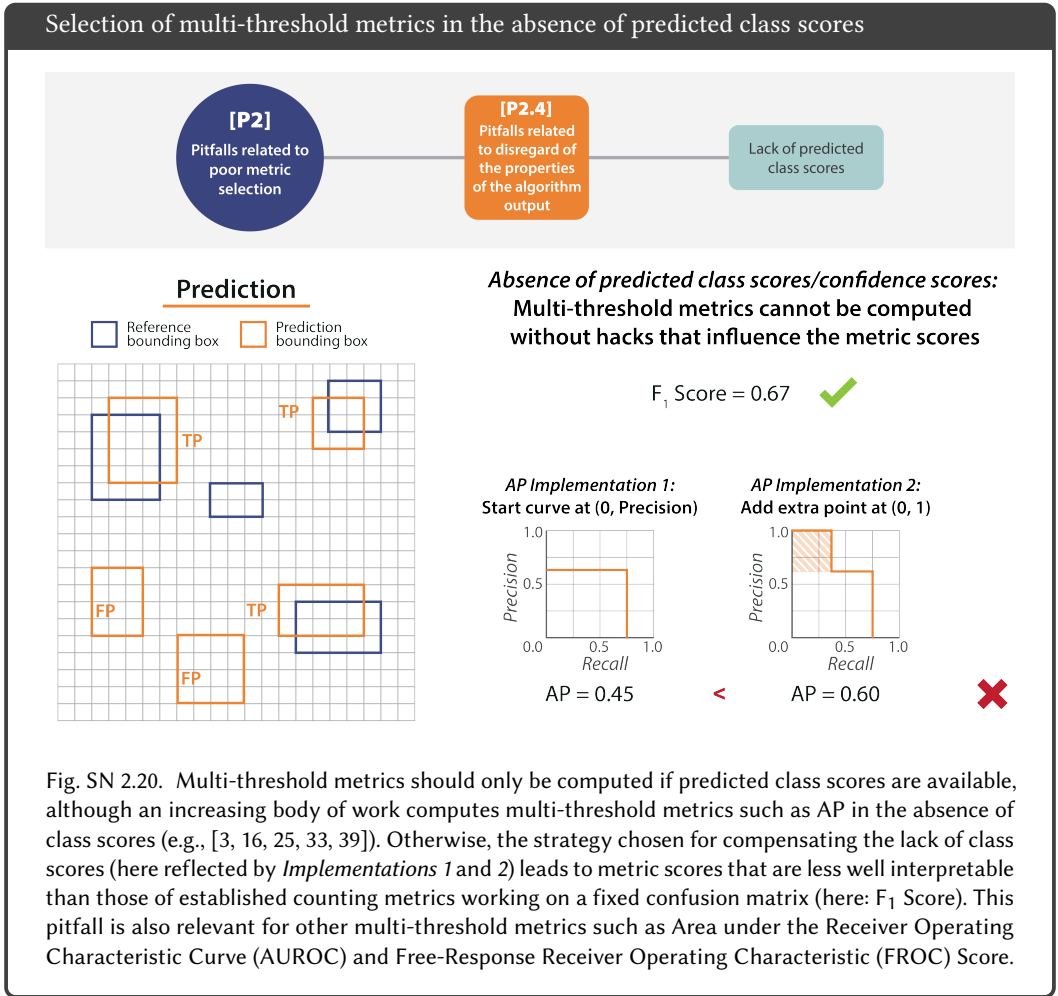 Selection of multi-threshold metrics in the absence of predicted class scores
[P2]
Pitfalls related to
poor metric
selection
[P2.4]
Pitfalls related
to disregard of
the properties
of the algorithm
output
Lack of predicted
class scores
Prediction
Reference
bounding box
Prediction
bounding box
TP
TP
FP
TP
FP
Absence of predicted class scores/confidence scores:
Multi-threshold metrics cannot be computed
without hacks that influence the metric scores
F1 Score = 0.67
AP Implementation 1:
Start curve at (0, Precision)
1.0
0.5
0.0
0.5
1.0
Precision
Recall
AP = 0.45
<
AP Implementation 2:
Add extra point at (0, 1)
1.0
0.5
0.0
0.5
1.0
Precision
Recall
AP = 0.60
Fig. SN 2.20. Multi-threshold metrics should only be computed if predicted class scores are available,
although an increasing body of work computes multi-threshold metrics such as AP in the absence of
class scores (e.g., [3, 16, 25, 33, 39]). Otherwise, the strategy chosen for compensating the lack of class
scores (here reflected by Implementations 1 and 2) leads to metric scores that are less well interpretable
than those of established counting metrics working on a fixed confusion matrix (here: F1 Score). This
pitfall is also relevant for other multi-threshold metrics such as Area under the Receiver Operating
Characteristic Curve (AUROC) and Free-Response Receiver Operating Characteristic (FROC) Score.